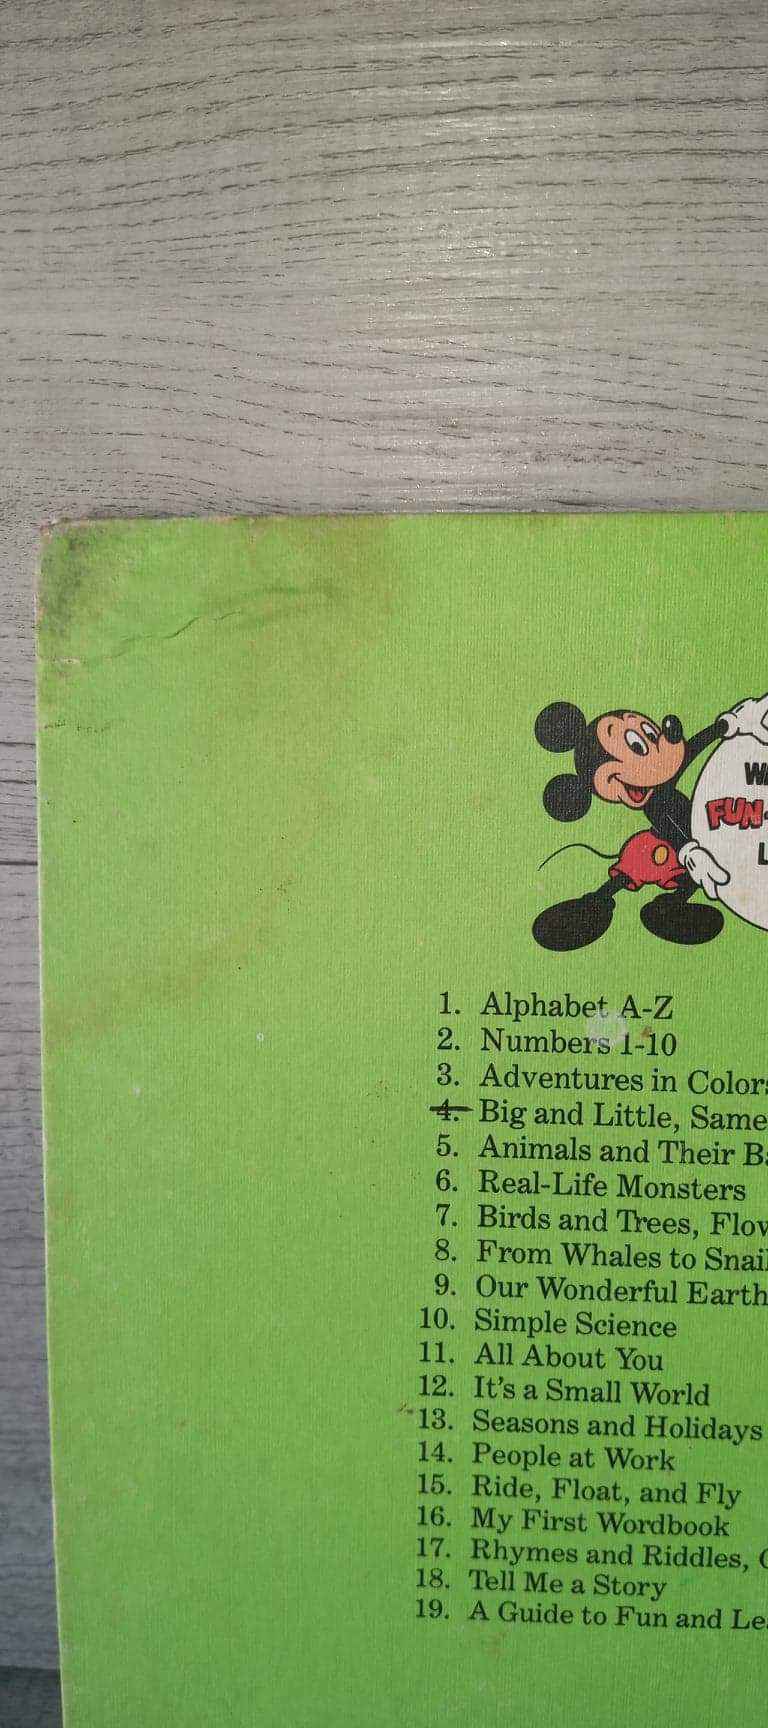 FUN-
1. Alphabet A-Z
2. Numbers 1-10
3. Adventures in Color
4. Big and Little, Same
5. Animals and Their
6. Real-Life Monsters
7. Birds and Trees,
8. From Whales to
9. Our Wonderful Earth
10. Simple Science
11. All About You
12. It's a Small World
13. Seasons and Holidays
14. People at Work
15. Ride, Float, and Fly
16. My First Wordbook
17. Rhymes and Riddles,
18. Tell Me a Story
19. A Guide to Fun and